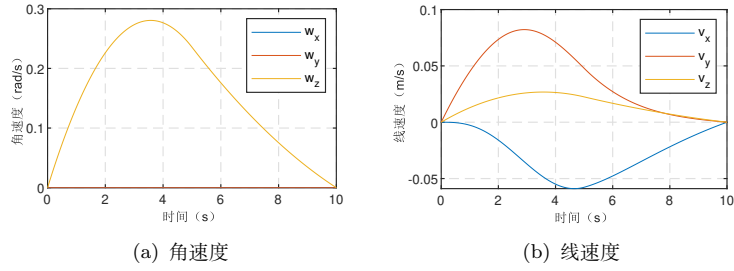 0.3
0.2
0.1
0
0 2 4 6 8 10
角速度（rad/s）
时间（s）
w_x
w_y
w_z
(a) 角速度
0.1
0.05
0
-0.05
0 2 4 6 8 10
线速度（m/s）
时间（s）
v_x
v_y
v_z
(b) 线速度